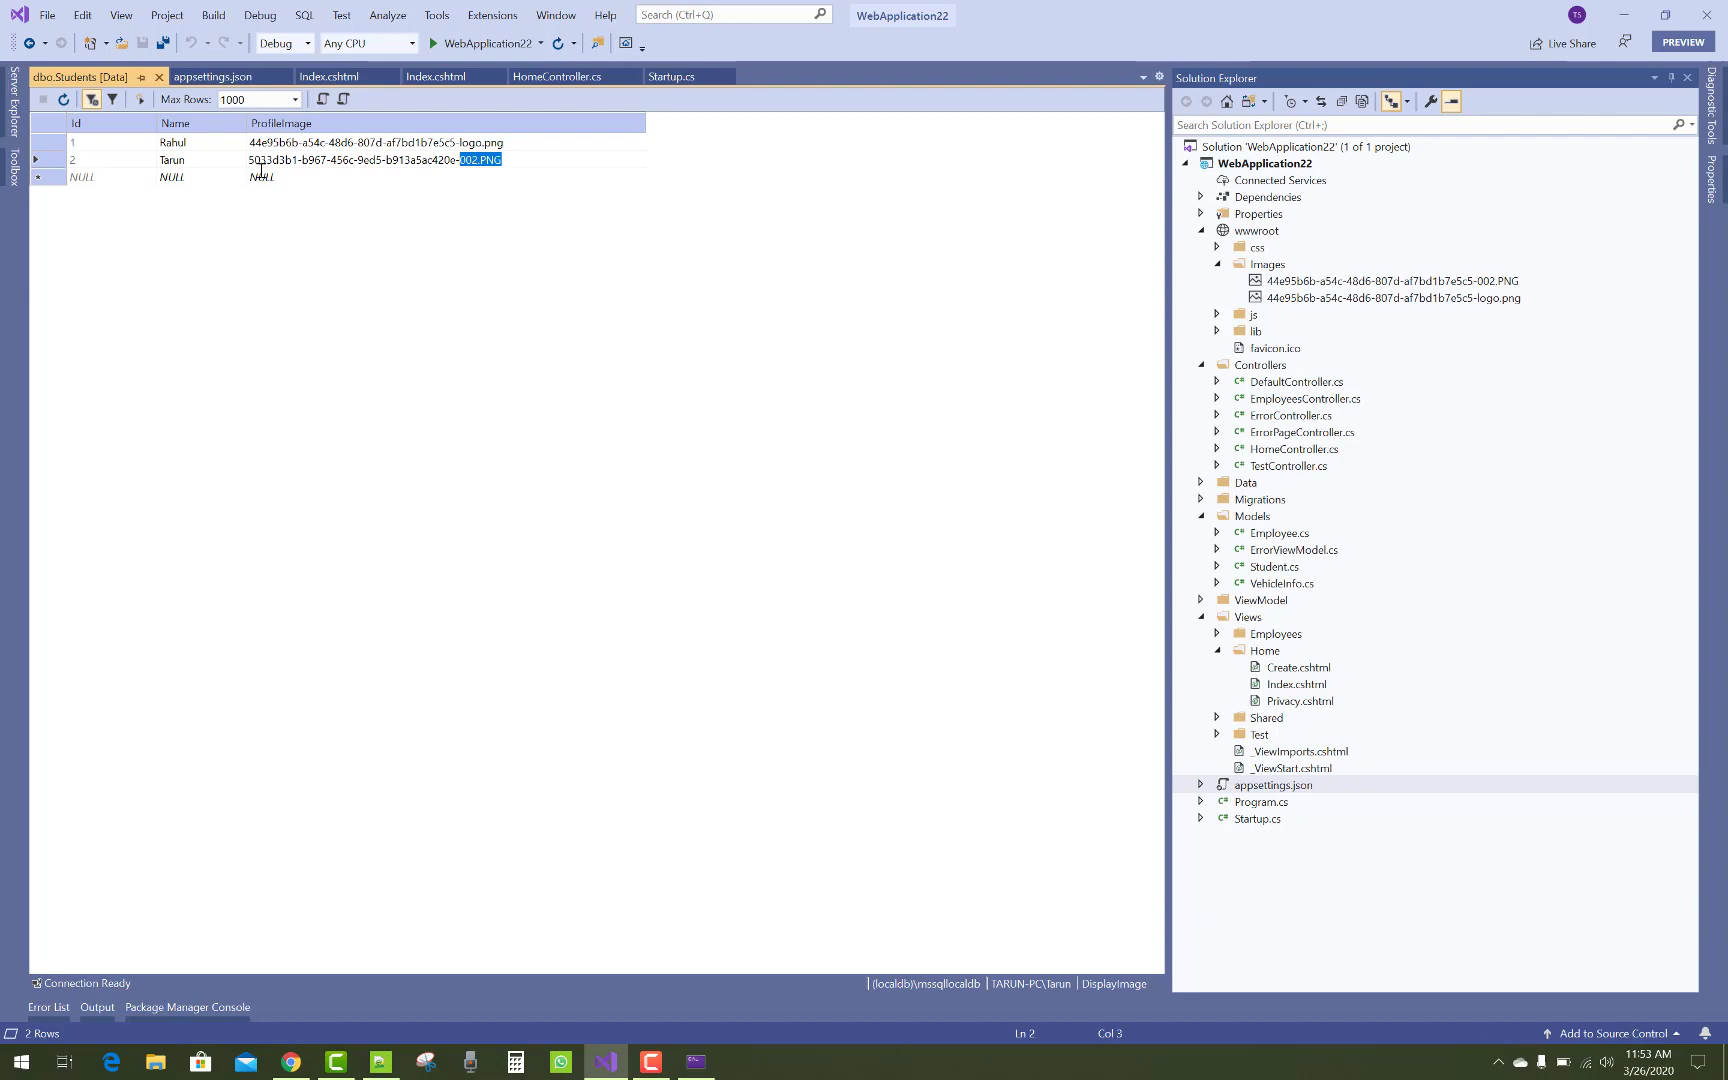 File Edit View Project Build Debug SQL Test Analyze Tools Extensions Window Help Search (Ctrl+Q) WebApplication22 TS
Debug Any CPU WebApplication22 Live Share PREVIEW
dbo.Students [Data] appsettings.json Index.cshtml Index.cshtml HomeController.cs Startup.cs
Max Rows: 1000
Id Name ProfileImage
1 Rahul 44e95b6b-a54c-48d6-807d-af7bd1b7e5c5-logo.png
2 Tarun 5033d3b1-b967-456c-9ed5-b913a5ac420e-002.PNG
NULL NULL NULL
Server Explorer
Toolbox
Solution Explorer
Search Solution Explorer (Ctrl+;)
Solution 'WebApplication22' (1 of 1 project)
WebApplication22
Connected Services
Dependencies
Properties
wwwroot
css
Images
44e95b6b-a54c-48d6-807d-af7bd1b7e5c5-002.PNG
44e95b6b-a54c-48d6-807d-af7bd1b7e5c5-logo.png
js
lib
favicon.ico
Controllers
DefaultController.cs
EmployeesController.cs
ErrorController.cs
ErrorPageController.cs
HomeController.cs
TestController.cs
Data
Migrations
Models
Employee.cs
ErrorViewModel.cs
Student.cs
VehicleInfo.cs
ViewModel
Views
Employees
Home
Create.cshtml
Index.cshtml
Privacy.cshtml
Shared
Test
_ViewImports.cshtml
_ViewStart.cshtml
appsettings.json
Program.cs
Startup.cs
Diagnostic Tools
Properties
Connection Ready (localdb)\mssqllocaldb TARUN-PC\Tarun DisplayImage
Error List Output Package Manager Console
2 Rows Ln 2 Col 3 Add to Source Control
11:53 AM
3/26/2020